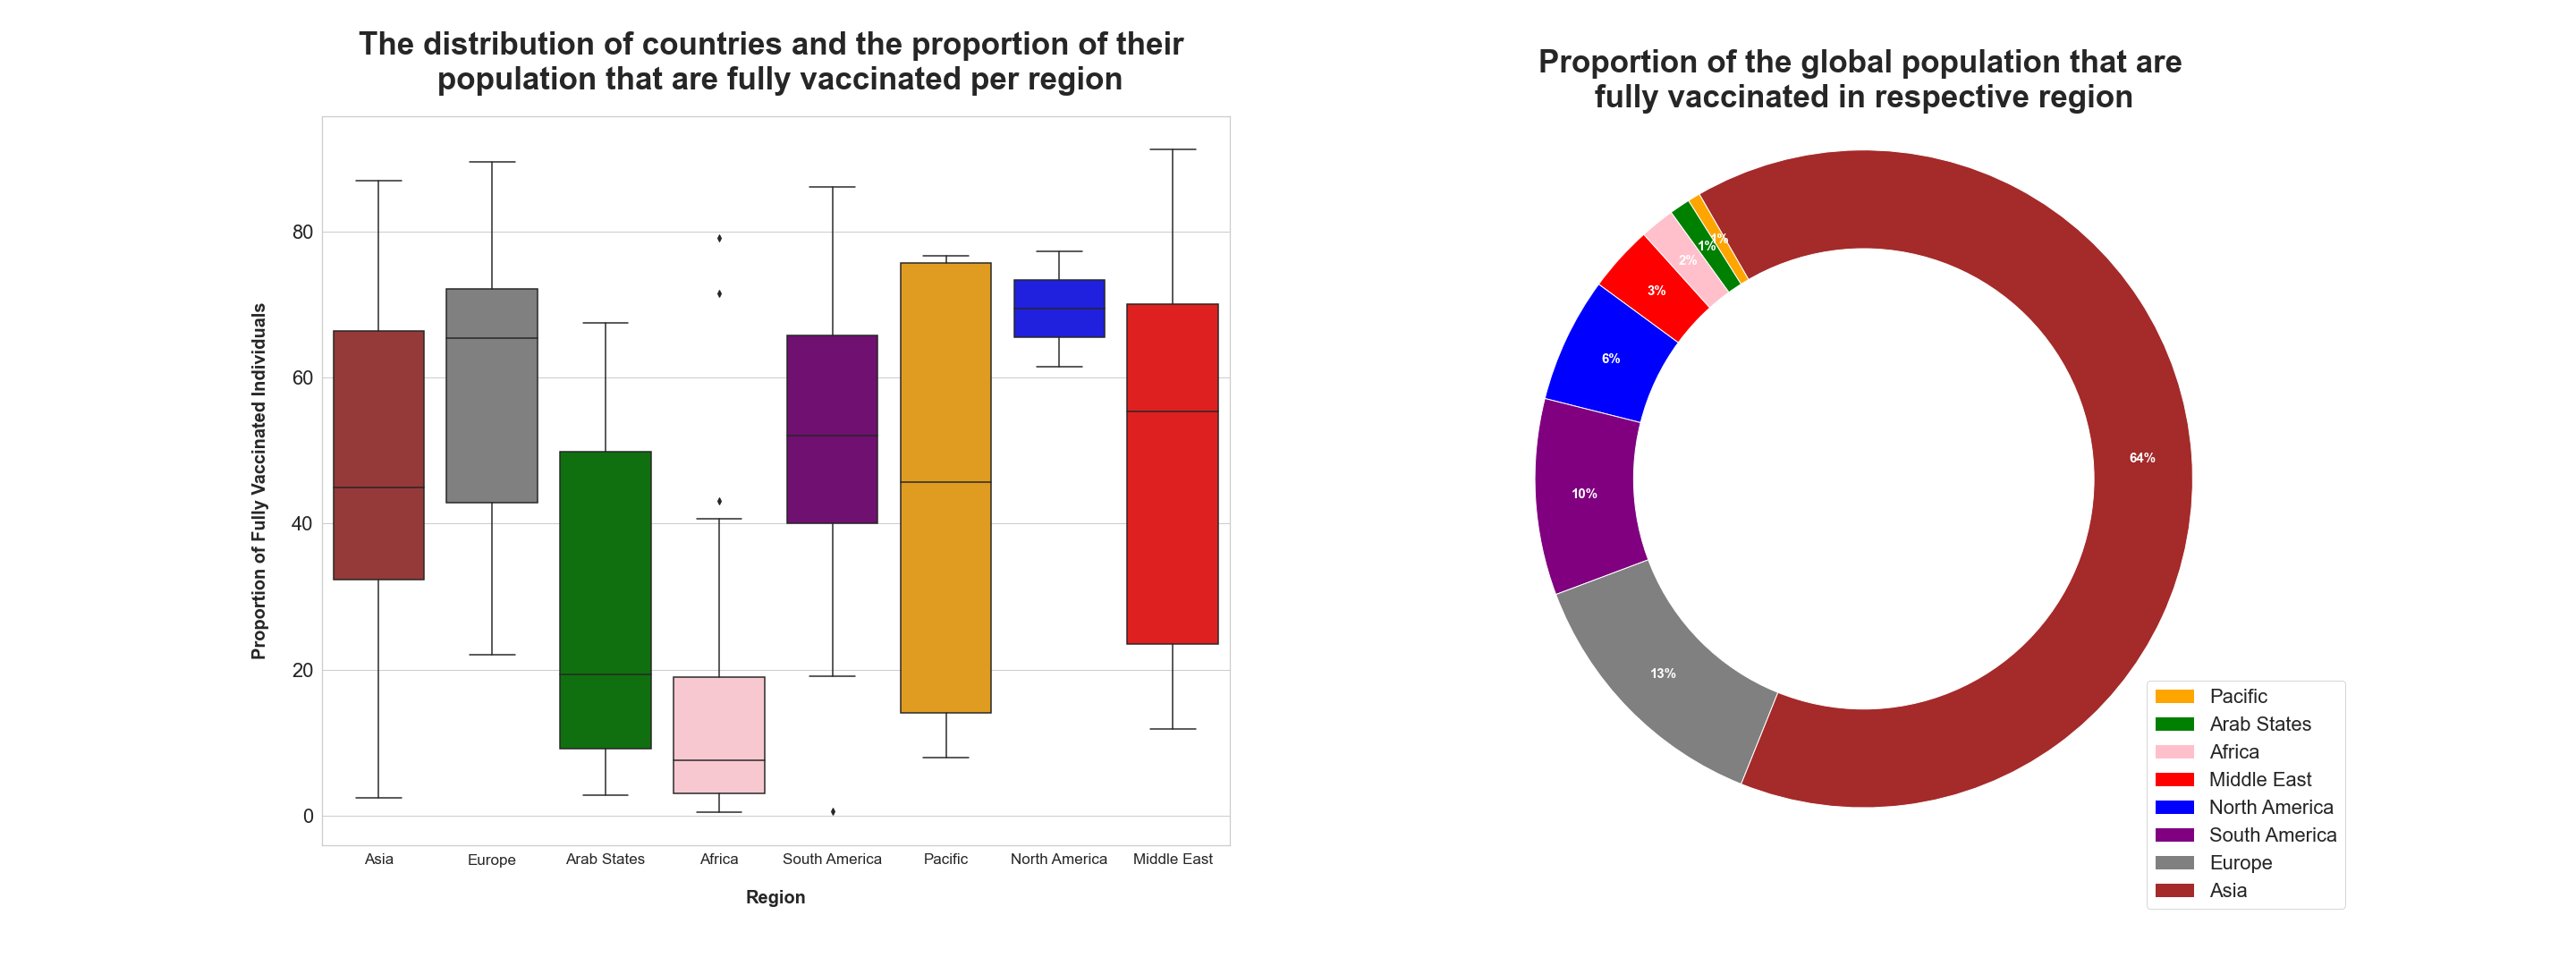 The distribution of countries and the proportion of their
population that are fully vaccinated per region
Proportion of Fully Vaccinated Individuals
80
60
40
20
0
Asia
Europe
Arab States
Africa
South America
Pacific
North America
Middle East
Region
Proportion of the global population that are
fully vaccinated in respective region
1%
1%
2%
3%
6%
10%
13%
64%
Pacific
Arab States
Africa
Middle East
North America
South America
Europe
Asia